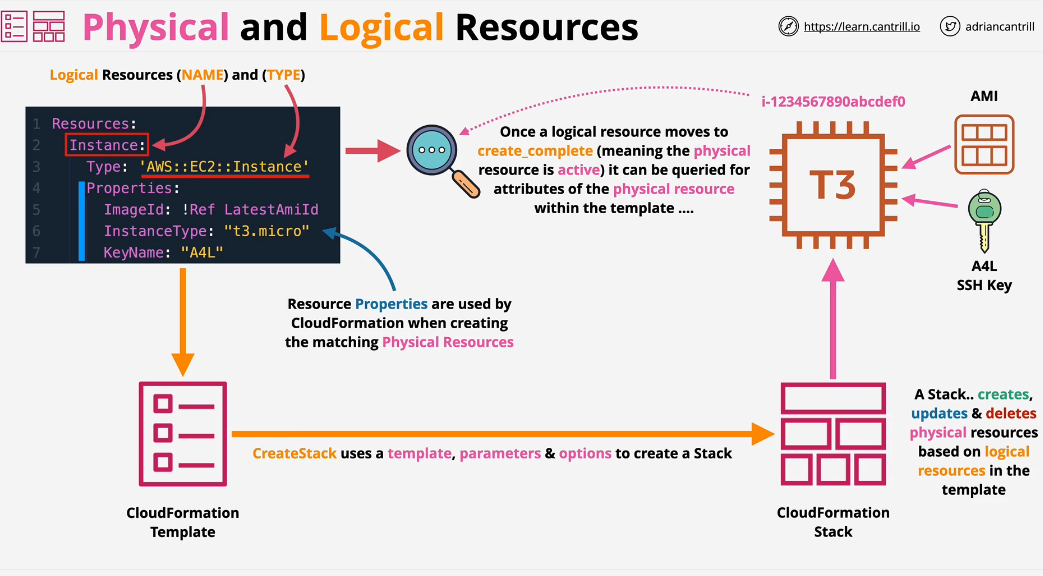 Physical and Logical Resources
https://learn.cantrill.io
adriancantrill
Logical Resources (NAME) and (TYPE)
1 Resources:
2 Instance:
3 Type: 'AWS::EC2::Instance'
4 Properties:
5 ImageId: !Ref LatestAmiId
6 InstanceType: "t3.micro"
7 KeyName: "A4L"
Once a logical resource moves to
create_complete (meaning the physical
resource is active) it can be queried for
attributes of the physical resource
within the template ....
i-1234567890abcdef0
T3
AMI
A4L
SSH Key
Resource Properties are used by
CloudFormation when creating
the matching Physical Resources
CloudFormation
Template
CreateStack uses a template, parameters & options to create a Stack
CloudFormation
Stack
A Stack.. creates,
updates & deletes
physical resources
based on logical
resources in the
template